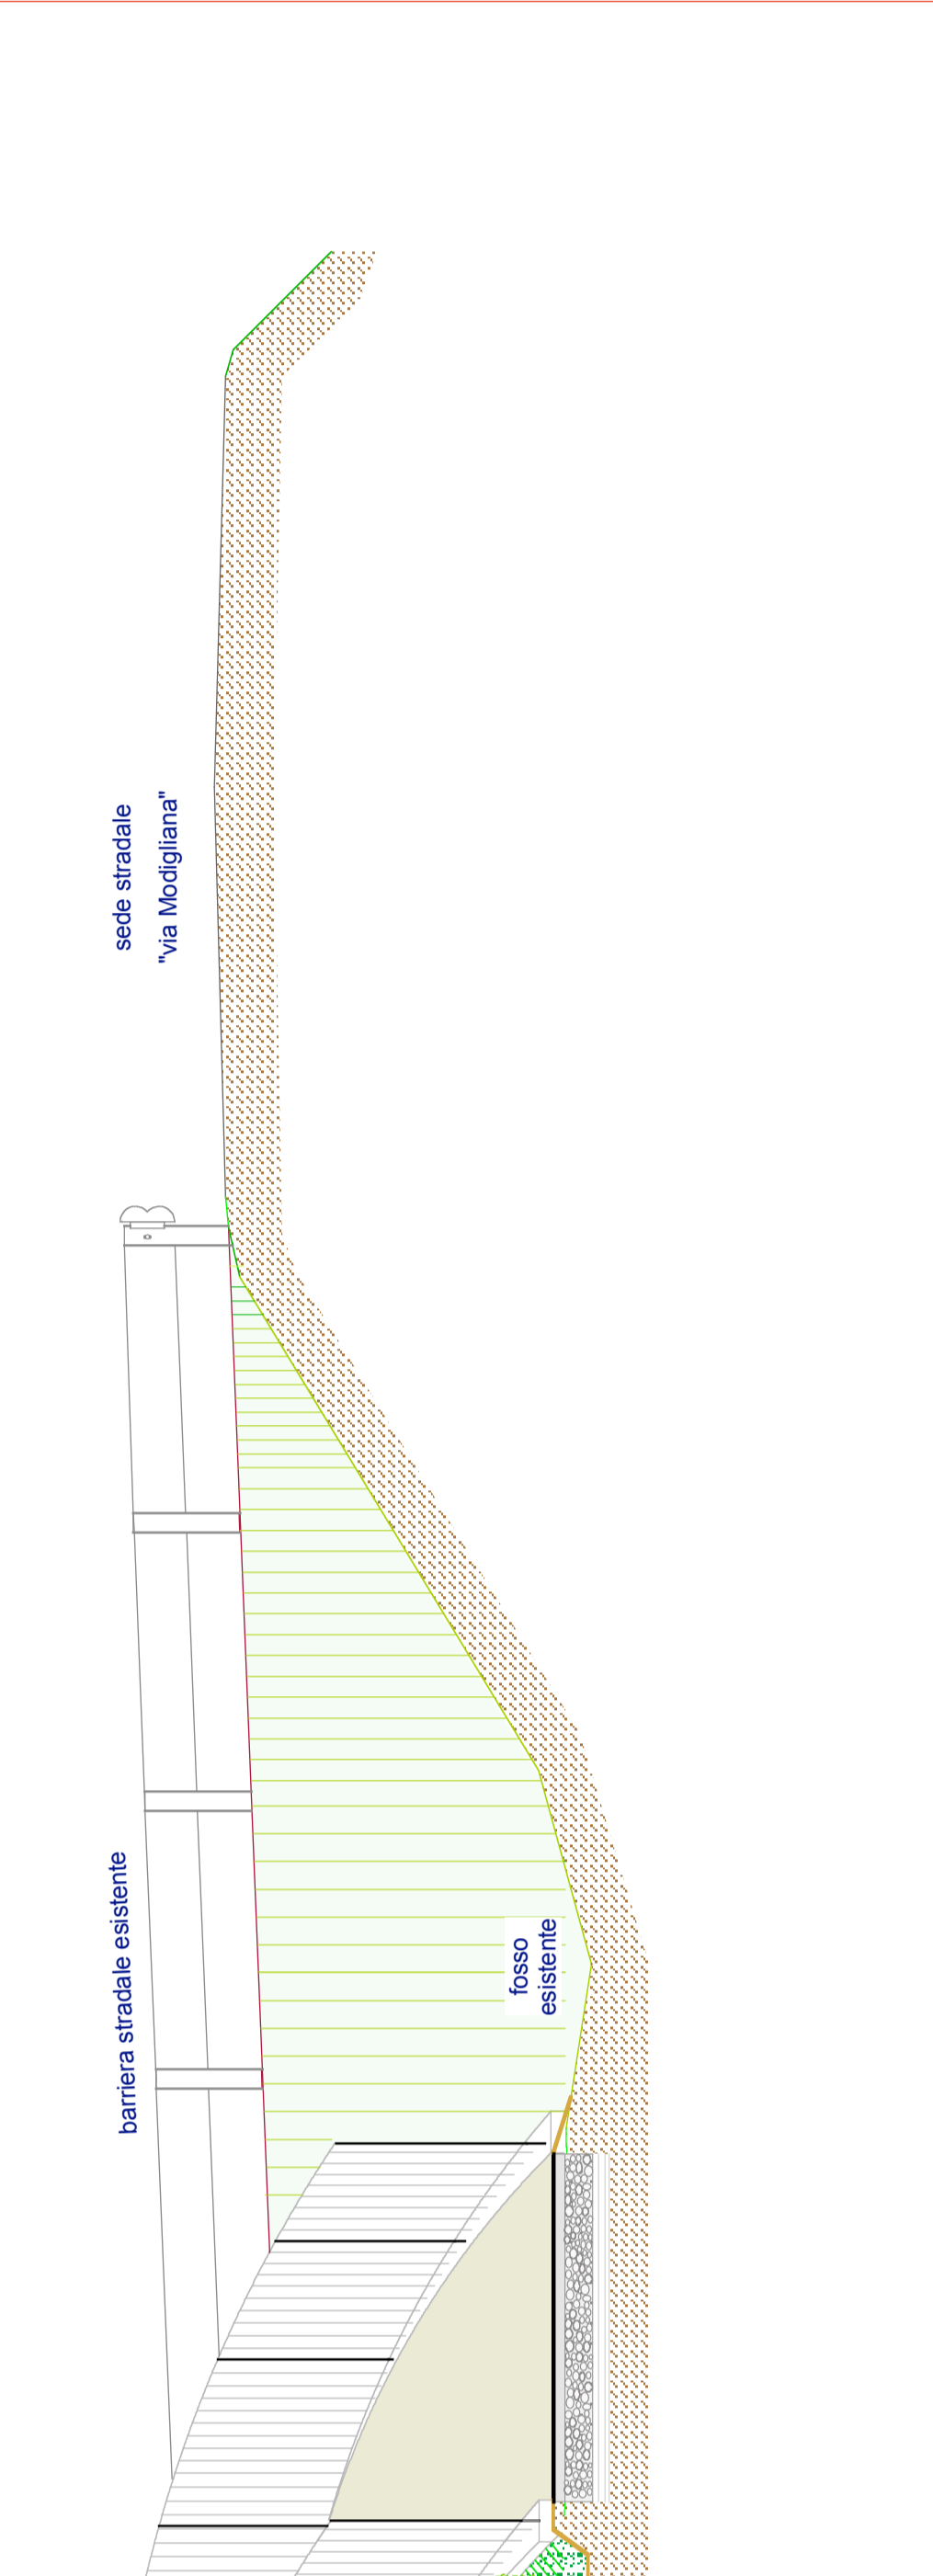 sede stradale
"via Modigliana"
barriera stradale esistente
fosso
esistente